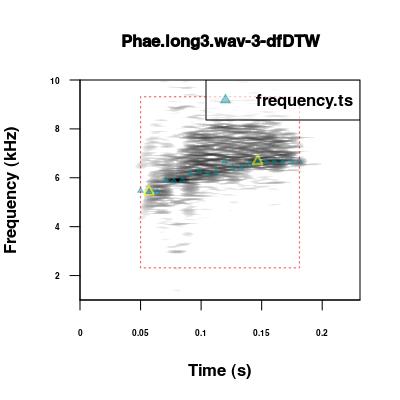 Phae.long3.wav-3-dfDTW
frequency.ts
Frequency (kHz)
10
8
6
4
2
0 0.05 0.1 0.15 0.2
Time (s)